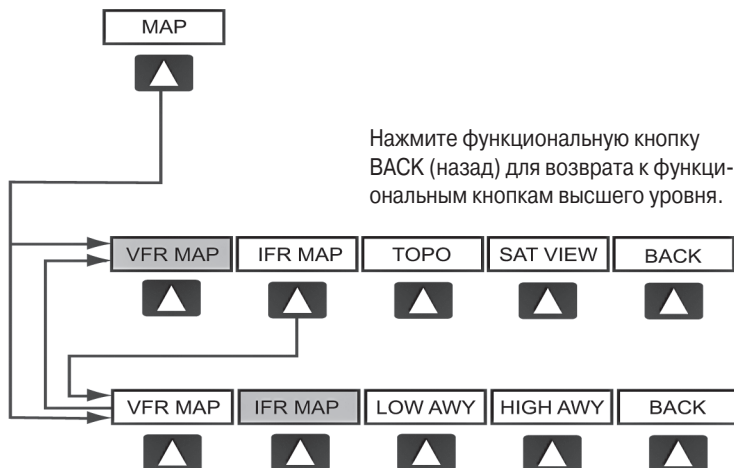 MAP
Нажмите функциональную кнопку
BACK (назад) для возврата к функци-
ональным кнопкам высшего уровня.
VFR MAP IFR MAP TOPO SAT VIEW BACK
VFR MAP IFR MAP LOW AWY HIGH AWY BACK